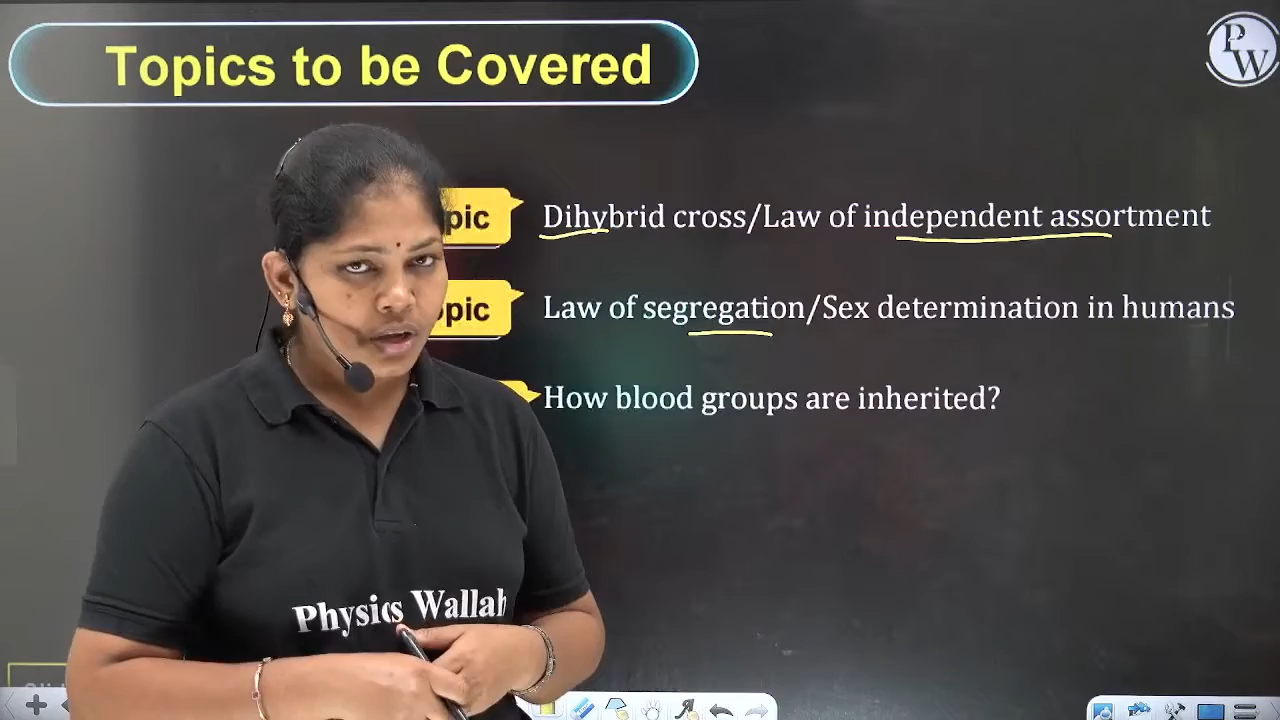 Topics to be Covered
PW
pic
Dihybrid cross/Law of independent assortment
pic
Law of segregation/Sex determination in humans
How blood groups are inherited?
Physics Wallah